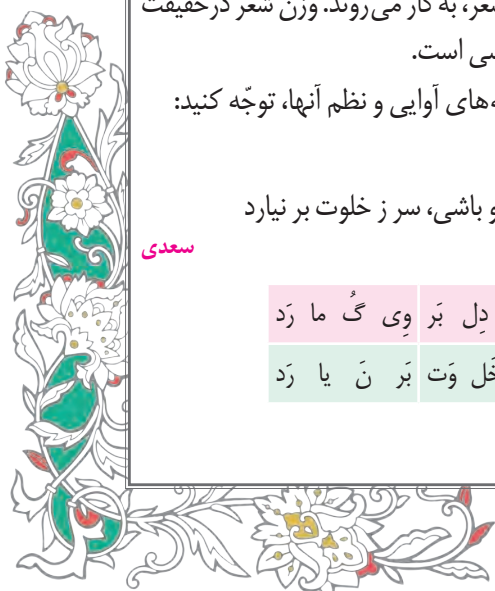 شعر، به کار می‌روند. وزن شعر درحقیقت
سی است.
ه‌های آوایی و نظم آنها، توجّه کنید:
و باشی، سر ز خلوت بر نیارد
سعدی
دِل بَر وِی گُ ما رَد
خَل وَت بَر نَ یا رَد